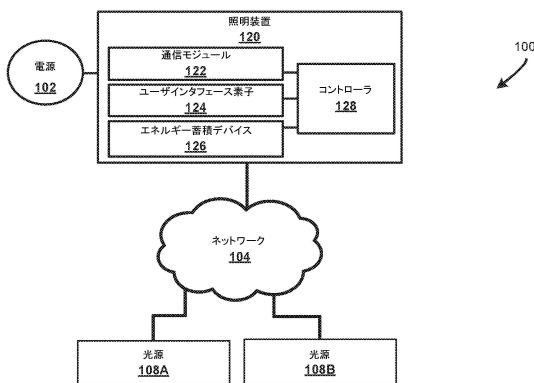 照明装置
120
通信モジュール
122
ユーザインタフェース素子
124
エネルギー蓄積デバイス
126
コントローラ
128
電源
102
100
ネットワーク
104
光源
108A
光源
108B